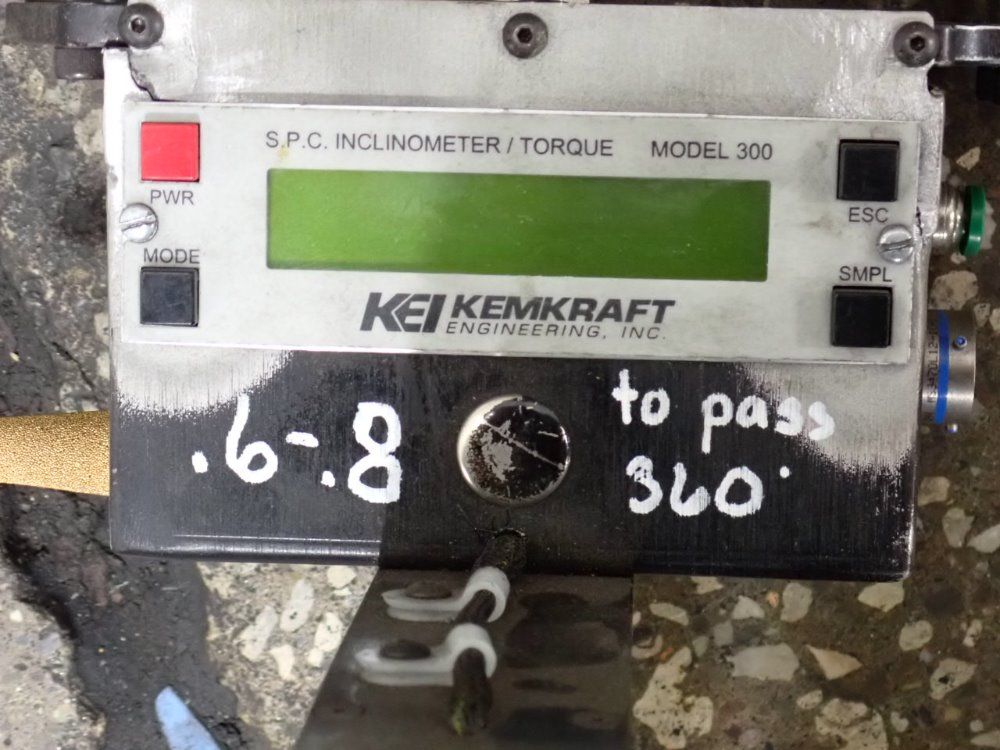 S.P.C. INCLINOMETER / TORQUE MODEL 300
PWR
ESC
MODE
SMPL
KEI KEMKRAFT
ENGINEERING, INC.
.6-.8
to pass
360°